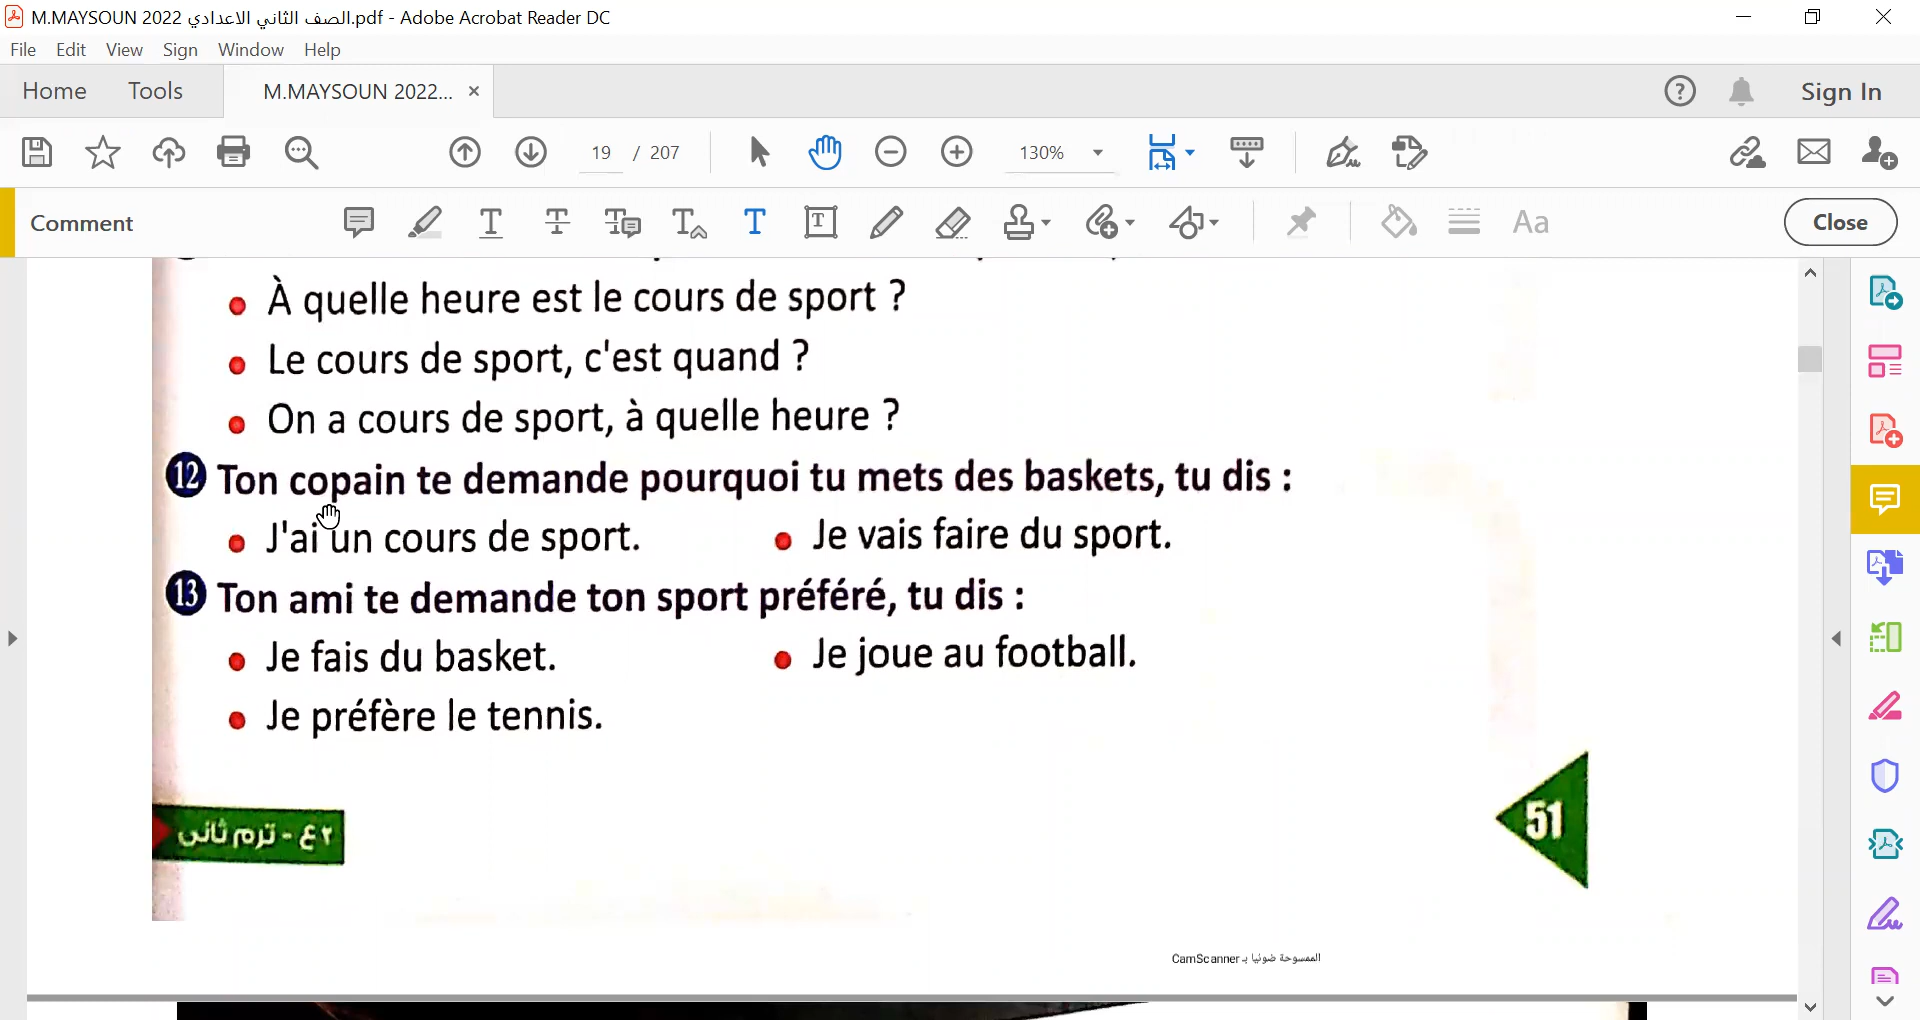 M.MAYSOUN 2022 الصف الثاني الاعدادي.pdf - Adobe Acrobat Reader DC
File Edit View Sign Window Help
Home Tools M.MAYSOUN 2022... × Sign In
19 / 207 130%
Comment Close
À quelle heure est le cours de sport ?
Le cours de sport, c'est quand ?
On a cours de sport, à quelle heure ?
12 Ton copain te demande pourquoi tu mets des baskets, tu dis :
J'ai un cours de sport. Je vais faire du sport.
13 Ton ami te demande ton sport préféré, tu dis :
Je fais du basket. Je joue au football.
Je préfère le tennis.
٢ع - ترم ثانى
51
الممسوحة ضوئيا بـ CamScanner